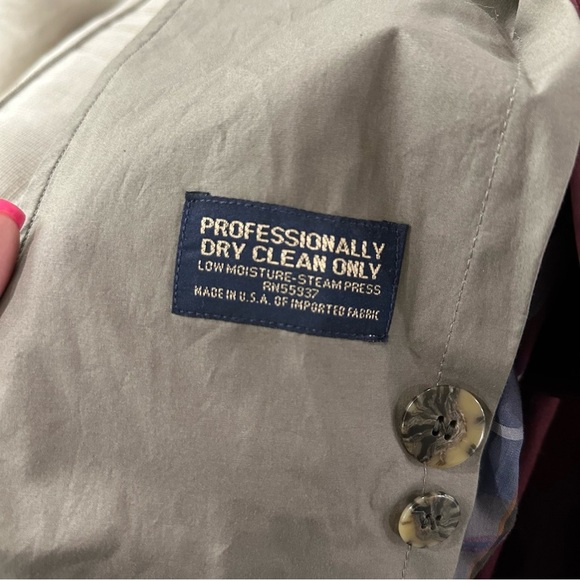 PROFESSIONALLY
DRY CLEAN ONLY
LOW MOISTURE-STEAM PRESS
RN55937
MADE IN U.S.A. OF IMPORTED FABRIC